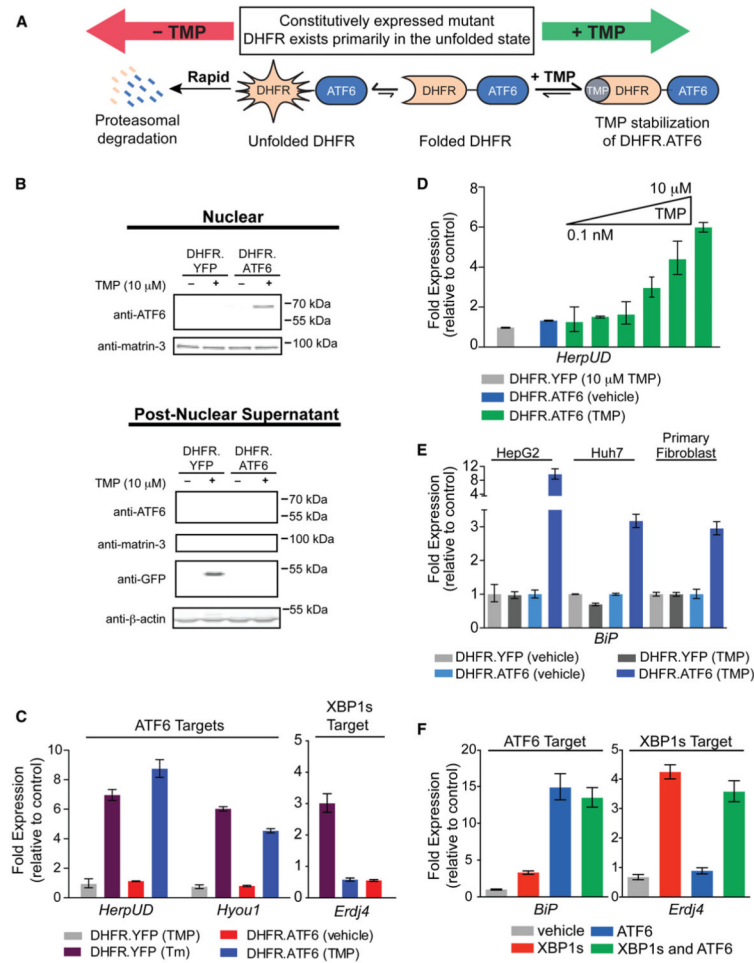 A
– TMP
Constitutively expressed mutant
DHFR exists primarily in the unfolded state
+ TMP
Rapid
DHFR
ATF6
DHFR
ATF6
+ TMP
TMP
DHFR
ATF6
Proteasomal
degradation
Unfolded DHFR
Folded DHFR
TMP stabilization
of DHFR.ATF6
B
Nuclear
DHFR. DHFR.
YFP ATF6
TMP (10 μM) – + – +
anti-ATF6
70 kDa
55 kDa
anti-matrin-3
100 kDa
Post-Nuclear Supernatant
DHFR. DHFR.
YFP ATF6
TMP (10 μM) – + – +
anti-ATF6
70 kDa
55 kDa
anti-matrin-3
100 kDa
anti-GFP
55 kDa
anti-β-actin
55 kDa
C
ATF6 Targets
XBP1s
Target
Fold Expression
(relative to control)
10
8
6
4
2
0
HerpUD
Hyou1
5
4
3
2
1
0
Erdj4
DHFR.YFP (TMP)
DHFR.ATF6 (vehicle)
DHFR.YFP (Tm)
DHFR.ATF6 (TMP)
D
Fold Expression
(relative to control)
8
6
4
2
0
10 μM
TMP
0.1 nM
HerpUD
DHFR.YFP (10 μM TMP)
DHFR.ATF6 (vehicle)
DHFR.ATF6 (TMP)
E
HepG2
Huh7
Primary
Fibroblast
Fold Expression
(relative to control)
12
8
4
3
2
1
0
BiP
DHFR.YFP (vehicle)
DHFR.YFP (TMP)
DHFR.ATF6 (vehicle)
DHFR.ATF6 (TMP)
F
ATF6 Target
XBP1s Target
Fold Expression
(relative to control)
20
15
10
5
0
BiP
5
4
3
2
1
0
Erdj4
vehicle
ATF6
XBP1s
XBP1s and ATF6